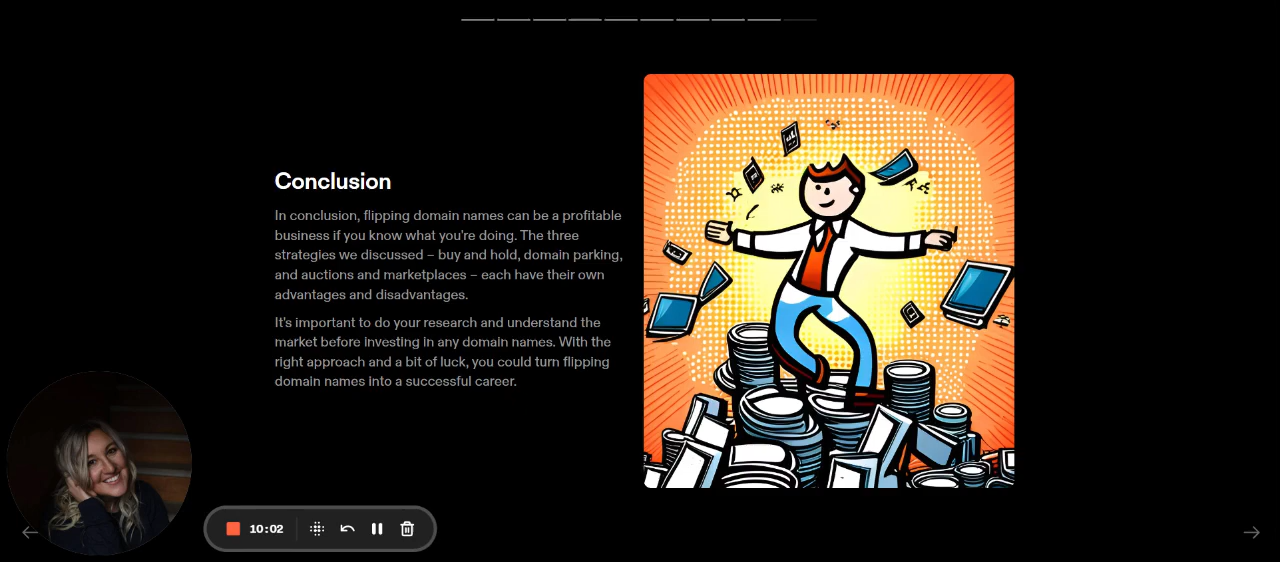 Conclusion
In conclusion, flipping domain names can be a profitable
business if you know what you're doing. The three
strategies we discussed – buy and hold, domain parking,
and auctions and marketplaces – each have their own
advantages and disadvantages.
It's important to do your research and understand the
market before investing in any domain names. With the
right approach and a bit of luck, you could turn flipping
domain names into a successful career.
10:02